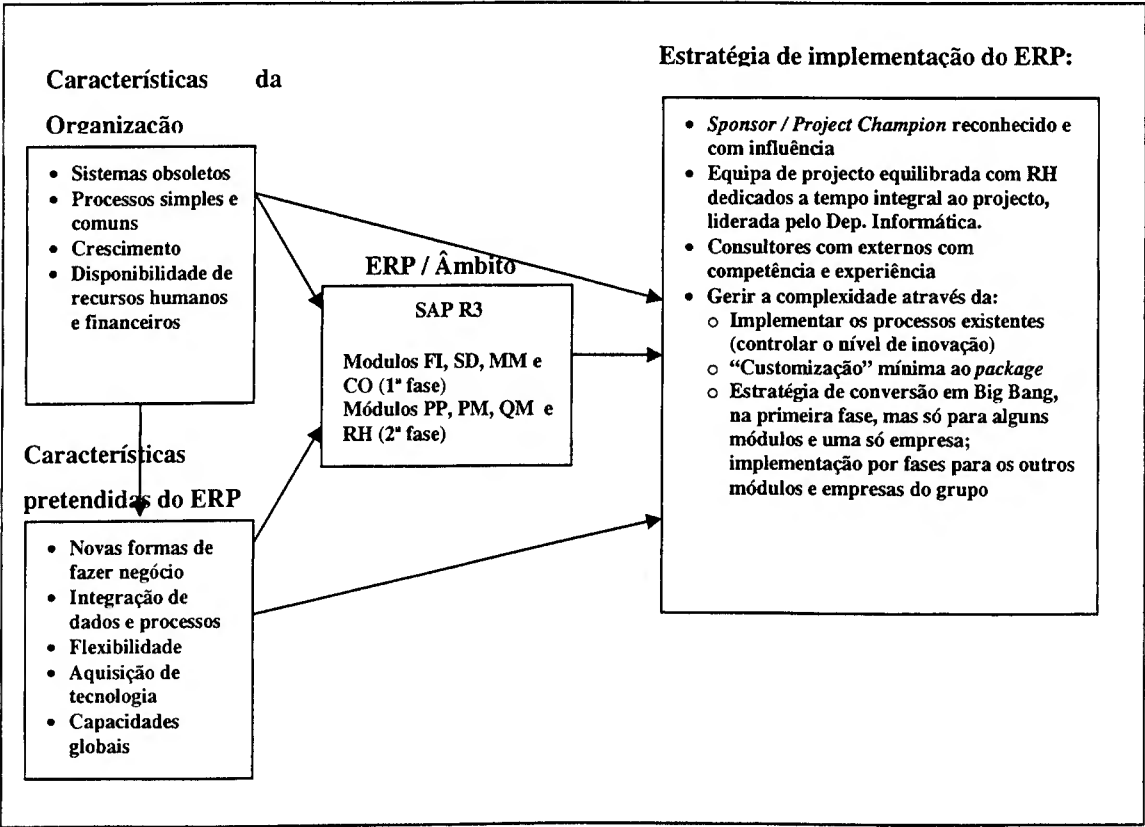 Características da
Organização
• Sistemas obsoletos
• Processos simples e
comuns
• Crescimento
• Disponibilidade de
recursos humanos
e financeiros
Características
pretendidas do ERP
• Novas formas de
fazer negócio
• Integração de
dados e processos
• Flexibilidade
• Aquisição de
tecnologia
• Capacidades
globais
ERP / Âmbito
SAP R3
Modulos FI, SD, MM e
CO (1ª fase)
Módulos PP, PM, QM e
RH (2ª fase)
Estratégia de implementação do ERP:
• Sponsor / Project Champion reconhecido e
com influência
• Equipa de projecto equilibrada com RH
dedicados a tempo integral ao projecto,
liderada pelo Dep. Informática.
• Consultores com externos com
competência e experiência
• Gerir a complexidade através da:
o Implementar os processos existentes
(controlar o nível de inovação)
o “Customização” mínima ao package
o Estratégia de conversão em Big Bang,
na primeira fase, mas só para alguns
módulos e uma só empresa;
implementação por fases para os outros
módulos e empresas do grupo